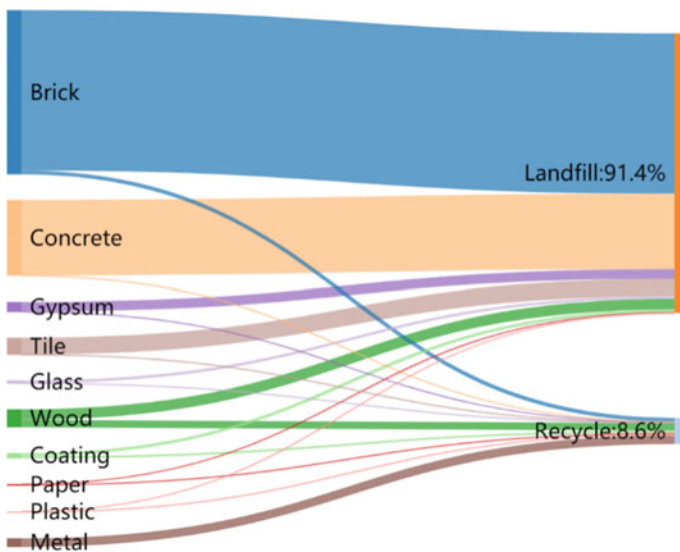 Brick
Landfill:91.4%
Concrete
Gypsum
Tile
Glass
Wood
Recycle:8.6%
Coating
Paper
Plastic
Metal